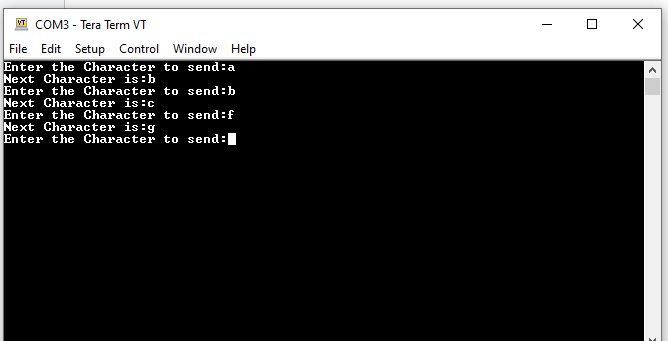 COM3 - Tera Term VT
File Edit Setup Control Window Help
Enter the Character to send:a
Next Character is:b
Enter the Character to send:b
Next Character is:c
Enter the Character to send:f
Next Character is:g
Enter the Character to send: